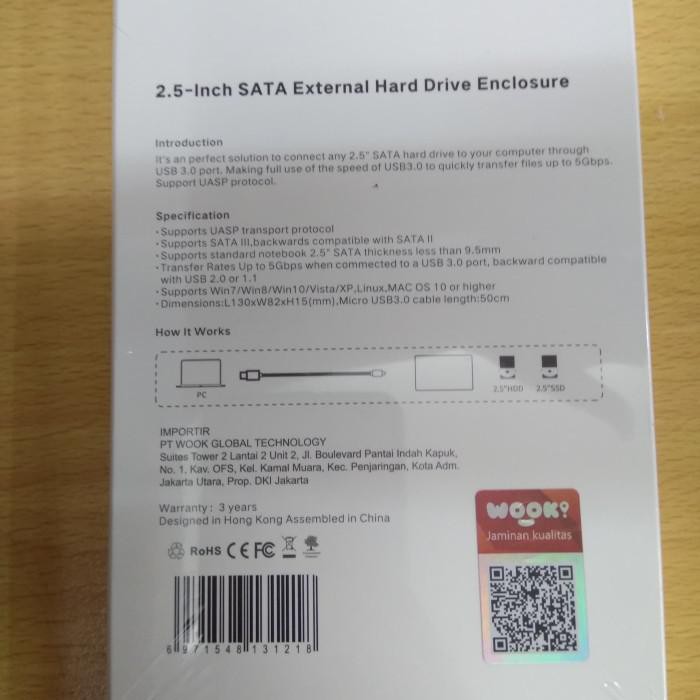 2.5-Inch SATA External Hard Drive Enclosure
Introduction
It's an perfect solution to connect any 2.5" SATA hard drive to your computer through
USB 3.0 port. Making full use of the speed of USB3.0 to quickly transfer files up to 5Gbps.
Support UASP protocol.
Specification
·Supports UASP transport protocol
·Supports SATA III,backwards compatible with SATA II
·Supports standard notebook 2.5" SATA thickness less than 9.5mm
·Transfer Rates Up to 5Gbps when commected to a USB 3.0 port, backward compatible
with USB 2.0 or 1.1
·Supports Win7/Win8/Win10/Vista/XP,Linux,MAC OS 10 or higher
·Dimensions:L130xW82xH15(mm),Micro USB3.0 cable length:50cm
How It Works
PC
2.5"HDD 2.5"SSD
IMPORTIR
PT WOOK GLOBAL TECHNOLOGY
Suites Tower 2 Lantai 2 Unit 2, Jl. Boulevard Pantai Indah Kapuk,
No. 1, Kav. OFS, Kel. Kamal Muara, Kec. Penjaringan, Kota Adm.
Jakarta Utara, Prop. DKI Jakarta
Warranty: 3 years
Designed in Hong Kong Assembled in China
RoHS CE FC
WOOK?
Jaminan kualitas
6 971548 131218